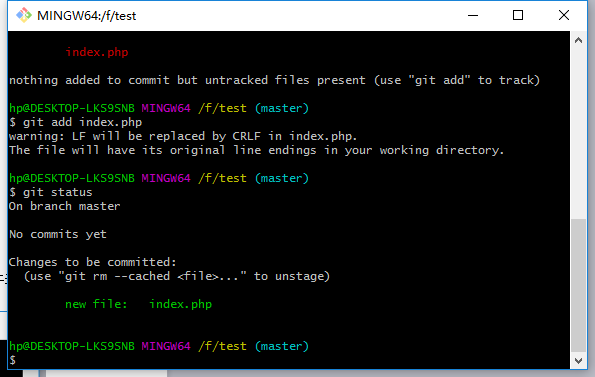 MINGW64:/f/test
index.php
nothing added to commit but untracked files present (use "git add" to track)
hp@DESKTOP-LKS9SNB MINGW64 /f/test (master)
$ git add index.php
warning: LF will be replaced by CRLF in index.php.
The file will have its original line endings in your working directory.
hp@DESKTOP-LKS9SNB MINGW64 /f/test (master)
$ git status
On branch master
No commits yet
Changes to be committed:
(use "git rm --cached <file>..." to unstage)
new file:   index.php
hp@DESKTOP-LKS9SNB MINGW64 /f/test (master)
$